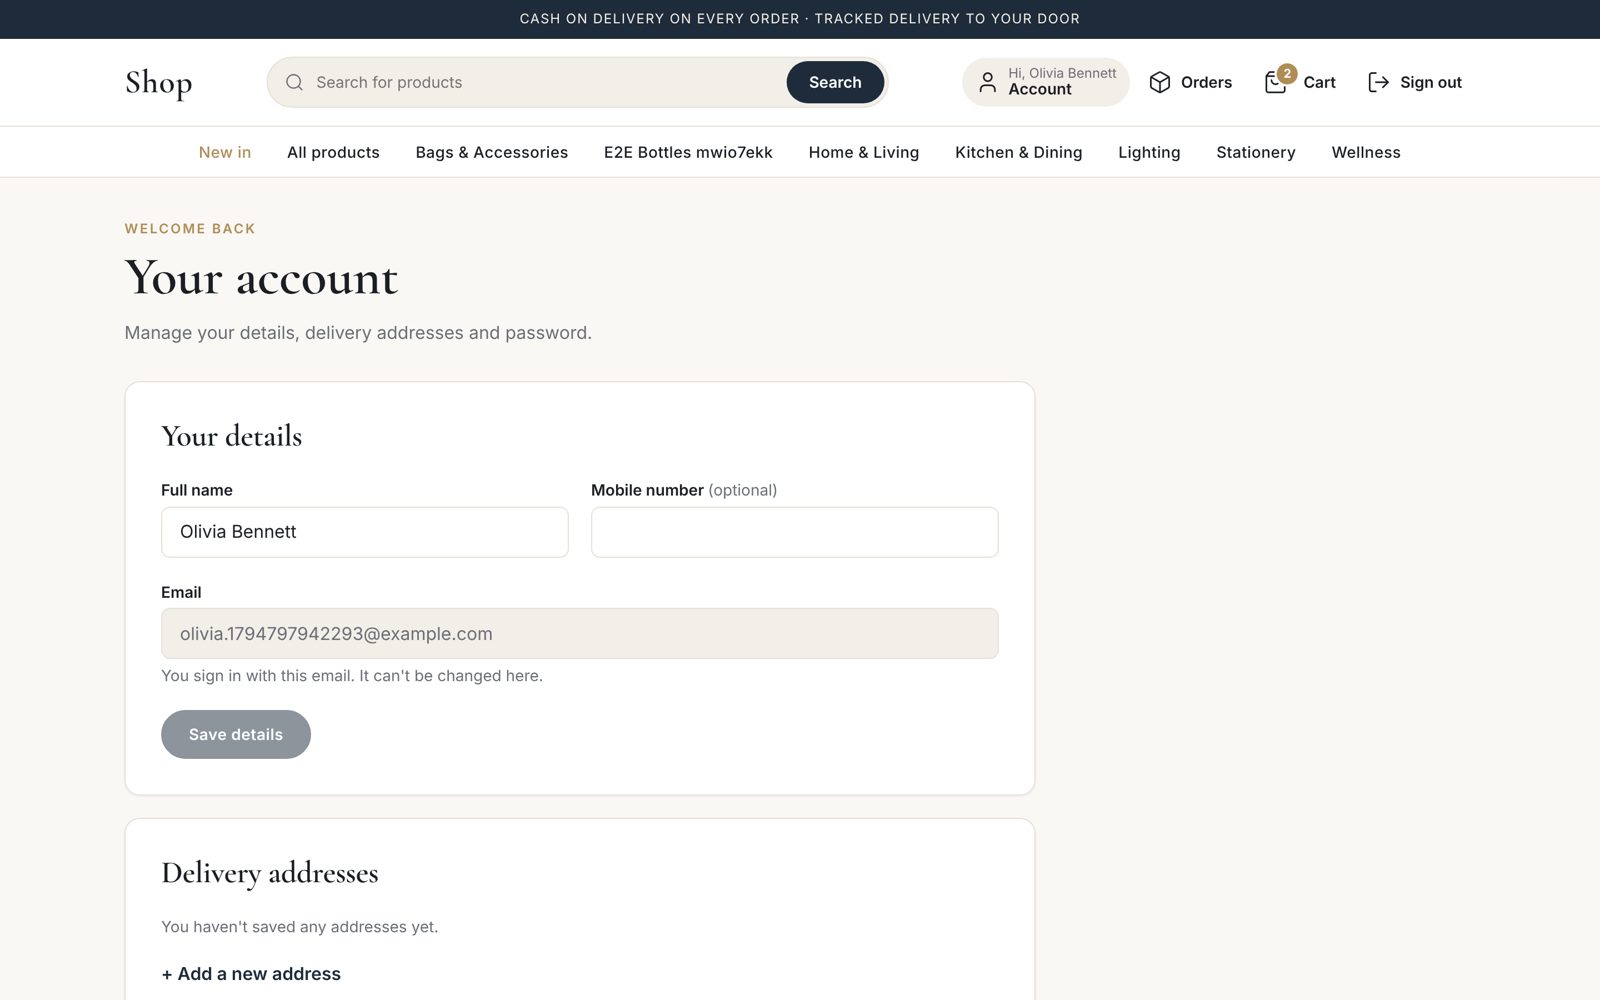 CASH ON DELIVERY ON EVERY ORDER · TRACKED DELIVERY TO YOUR DOOR
Shop
Search for products
Search
Hi, Olivia Bennett
Account
Orders
2
Cart
Sign out
New in
All products
Bags & Accessories
E2E Bottles mwio7ekk
Home & Living
Kitchen & Dining
Lighting
Stationery
Wellness
WELCOME BACK
Your account
Manage your details, delivery addresses and password.
Your details
Full name
Mobile number (optional)
Olivia Bennett
Email
olivia.1794797942293@example.com
You sign in with this email. It can't be changed here.
Save details
Delivery addresses
You haven't saved any addresses yet.
+ Add a new address